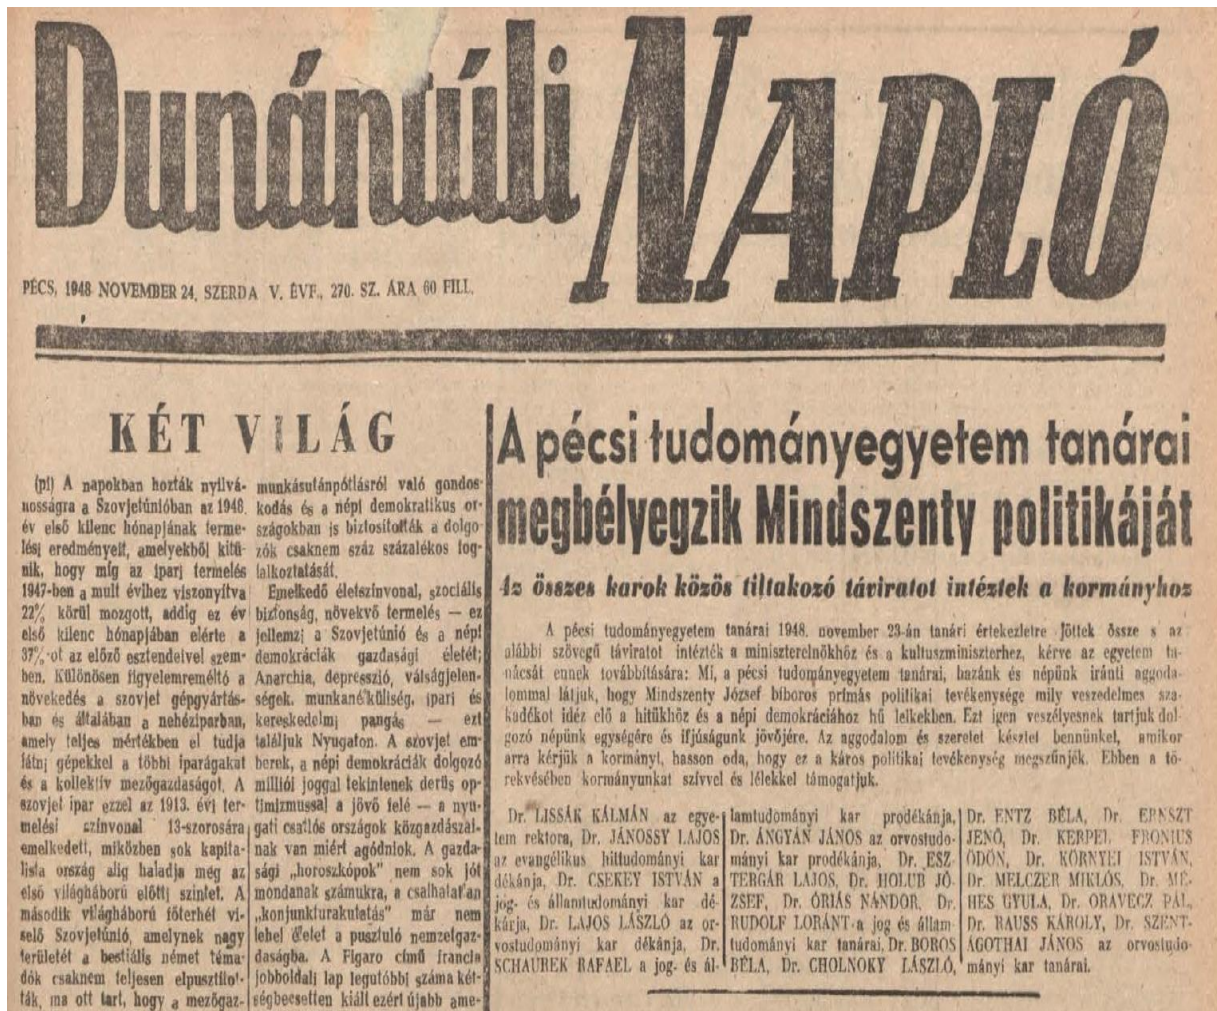 Dunántúli NAPLÓ
PÉCS, 1948 NOVEMBER 24, SZERDA V. ÉVF., 270. SZ. ÁRA 60 FILL.
KÉT VILÁG
(pl) A napokban hozták nyilvá-
nosságra a Szovjetúnióban az 1948.
év első kilenc hónapjának terme-
lési eredményeit, amelyekből kitű-
nik, hogy míg az ipari termelés
1947-ben a mult évihez viszonyitva
22% körül mozgott, addig ez év
első kilenc hónapjában elérte a
37%-ot az előző esztendeivel szem-
ben. Különösen figyelemreméltó a
növekedés a szovjet gépgyártás-
ban és általában a nehéziparban,
amely teljes mértékben el tudja
látni gépekkel a többi iparágakat
és a kollektív mezőgazdaságot. A
szovjet ipar ezzel az 1913. évi ter-
melési színvonal 13-szorosára
emelkedett, miközben sok kapita-
lista ország alig haladja még az
első világháború előtti szintet. A
második világháború főterhét vi-
selő Szovjetúnió, amelynek nagy
területét a bestiális német táma-
dók csaknem teljesen elpusztítot-
ták, ma ott tart, hogy a mezőgaz-
munkásutánpótlásról való gondos-
kodás és a népi demokratikus or-
szágokban is biztosították a dolgo-
zók csaknem száz százalékos fog-
lalkoztatását.
Emelkedő életszínvonal, szociális
biztonság, növekvő termelés — ez
jellemzi a Szovjetúnió és a népi
demokráciák gazdasági életét;
Anarchia, depresszió, válságjelen-
ségek, munkanélküliség, ipari és
kereskedelmi pangás — ezt
találjuk Nyugaton. A szovjet em-
berek, a népi demokráciák dolgozó
milliói joggal tekintenek derűs op-
timizmussal a jövő felé — a nyu-
gati csatlós országok közgazdászai-
nak van miért agódniok. A gazda-
sági „horoszkópok" nem sok jót
mondanak számukra, a csalhatatlan
„konjunkturakutatás" már nem
lehel életet a pusztuló nemzetgaz-
daságba. A Figaro című francia
jobboldali lap legutóbbi száma két-
ségbeesetten kiált ezért újabb ame-
A pécsi tudományegyetem tanárai
megbélyegzik Mindszenty politikáját
Az összes karok közös tiltakozó táviratot intéztek a kormányhoz
A pécsi tudományegyetem tanárai 1948. november 23-án tanári értekezletre jöttek össze s az
alábbi szövegű táviratot intézték a miniszterelnökhöz és a kultuszminiszterhez, kérve az egyetem ta-
nácsát ennek továbbítására: Mi, a pécsi tudományegyetem tanárai, hazánk és népünk iránti aggoda-
lommal látjuk, hogy Mindszenty József bíboros prímás politikai tevékenysége mily veszedelmes sza-
kadékot idéz elő a hitükhöz és a népi demokráciához hű lelkekben. Ezt igen veszélyesnek tartjuk dol-
gozó népünk egységére és ifjúságunk jövőjére. Az aggodalom és szeretet késztet bennünket, amikor
arra kérjük a kormányt, hasson oda, hogy ez a káros politikai tevékenység megszünjék. Ebben a tö-
rekvésében kormányunkat szívvel és lélekkel támogatjuk.
Dr. LISSÁK KÁLMÁN az egye-
tem rektora, Dr. JÁNOSSY LAJOS
az evangélikus hittudományi kar
dékánja, Dr. CSEKEY ISTVÁN a
jog- és államtudományi kar dé-
kánja, Dr. LAJOS LÁSZLÓ az or-
vostudományi kar dékánja, Dr.
SCHAUREK RAFAEL a jog- és ál-
lamtudományi kar prodékánja,
Dr. ÁNGYÁN JÁNOS az orvostudo-
mányi kar prodékánja, Dr. ESZ-
TERGÁR LAJOS, Dr. HOLUB JÓ-
ZSEF, Dr. ÓRIÁS NÁNDOR, Dr.
RUDOLF LORÁNT a jog és állam-
tudományi kar tanárai, Dr. BOROS
BÉLA, Dr. CHOLNOKY LÁSZLÓ,
Dr. ENTZ BÉLA, Dr. ERNSZT
JENŐ, Dr. KERPEL FRONIUS
ÖDÖN, Dr. KÖRNYEI ISTVÁN,
Dr. MELCZER MIKLÓS, Dr. MÉ-
HES GYULA, Dr. ORAVECZ PÁL,
Dr. RAUSS KÁROLY, Dr. SZENT-
ÁGOTHAI JÁNOS az orvostudo-
mányi kar tanárai.